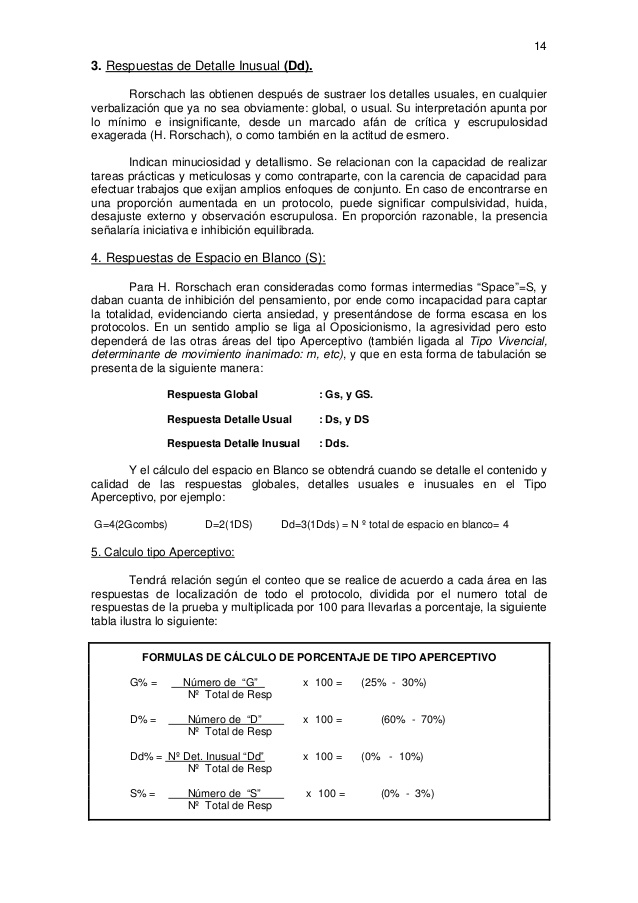 14
3. Respuestas de Detalle Inusual (Dd).
Rorschach las obtienen después de sustraer los detalles usuales, en cualquier
verbalización que ya no sea obviamente: global, o usual. Su interpretación apunta por
lo mínimo e insignificante, desde un marcado afán de crítica y escrupulosidad
exagerada (H. Rorschach), o como también en la actitud de esmero.
Indican minuciosidad y detallismo. Se relacionan con la capacidad de realizar
tareas prácticas y meticulosas y como contraparte, con la carencia de capacidad para
efectuar trabajos que exijan amplios enfoques de conjunto. En caso de encontrarse en
una proporción aumentada en un protocolo, puede significar compulsividad, huida,
desajuste externo y observación escrupulosa. En proporción razonable, la presencia
señalaría iniciativa e inhibición equilibrada.
4. Respuestas de Espacio en Blanco (S):
Para H. Rorschach eran consideradas como formas intermedias “Space”=S, y
daban cuanta de inhibición del pensamiento, por ende como incapacidad para captar
la totalidad, evidenciando cierta ansiedad, y presentándose de forma escasa en los
protocolos. En un sentido amplio se liga al Oposicionismo, la agresividad pero esto
dependerá de las otras áreas del tipo Aperceptivo (también ligada al Tipo Vivencial,
determinante de movimiento inanimado: m, etc), y que en esta forma de tabulación se
presenta de la siguiente manera:
Respuesta Global : Gs, y GS.
Respuesta Detalle Usual : Ds, y DS
Respuesta Detalle Inusual : Dds.
Y el cálculo del espacio en Blanco se obtendrá cuando se detalle el contenido y
calidad de las respuestas globales, detalles usuales e inusuales en el Tipo
Aperceptivo, por ejemplo:
G=4(2Gcombs) D=2(1DS) Dd=3(1Dds) = N º total de espacio en blanco= 4
5. Calculo tipo Aperceptivo:
Tendrá relación según el conteo que se realice de acuerdo a cada área en las
respuestas de localización de todo el protocolo, dividida por el numero total de
respuestas de la prueba y multiplicada por 100 para llevarlas a porcentaje, la siguiente
tabla ilustra lo siguiente:
FORMULAS DE CÁLCULO DE PORCENTAJE DE TIPO APERCEPTIVO
G% = Número de “G” x 100 = (25% - 30%)
Nº Total de Resp
D% = Número de “D” x 100 = (60% - 70%)
Nº Total de Resp
Dd% = Nº Det. Inusual “Dd” x 100 = (0% - 10%)
Nº Total de Resp
S% = Número de “S” x 100 = (0% - 3%)
Nº Total de Resp